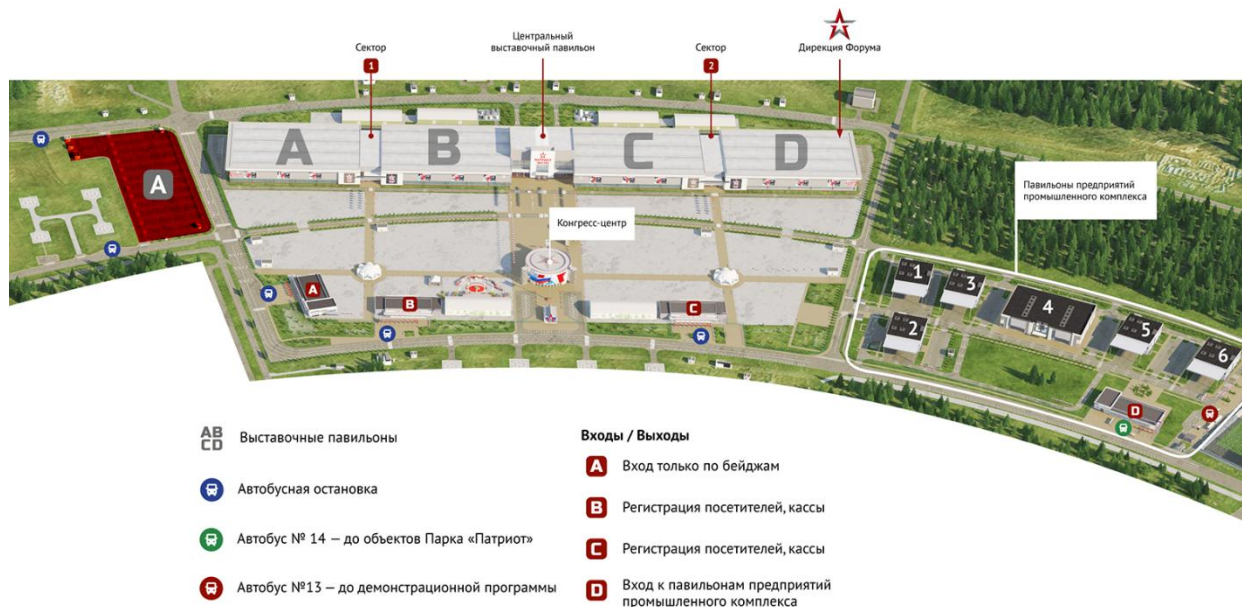 Сектор
1
Центральный
выставочный павильон
Сектор
2
Дирекция Форума
A
A
B
C
D
Павильоны предприятий
промышленного комплекса
Конгресс-центр
A
B
C
1
3
4
2
5
6
D
AB
CD
Выставочные павильоны
Автобусная остановка
Автобус № 14 — до объектов Парка «Патриот»
Автобус №13 — до демонстрационной программы
Входы / Выходы
A
Вход только по бейджам
B
Регистрация посетителей, кассы
C
Регистрация посетителей, кассы
D
Вход к павильонам предприятий
промышленного комплекса